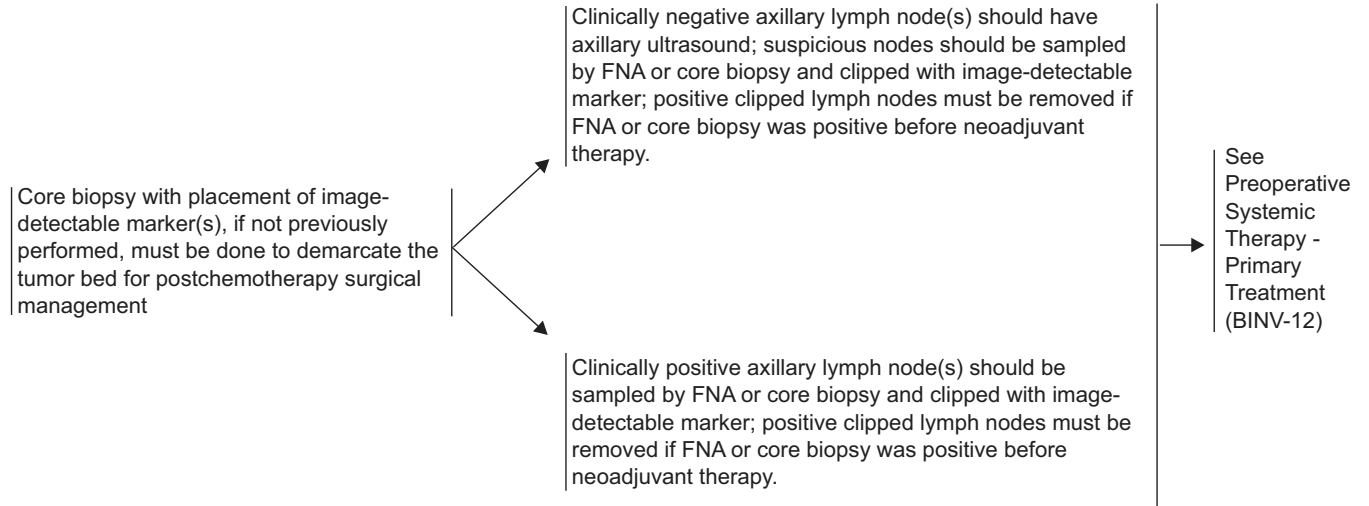 Core biopsy with placement of image-
detectable marker(s), if not previously
performed, must be done to demarcate the
tumor bed for postchemotherapy surgical
management
Clinically negative axillary lymph node(s) should have
axillary ultrasound; suspicious nodes should be sampled
by FNA or core biopsy and clipped with image-detectable
marker; positive clipped lymph nodes must be removed if
FNA or core biopsy was positive before neoadjuvant
therapy.
Clinically positive axillary lymph node(s) should be
sampled by FNA or core biopsy and clipped with image-
detectable marker; positive clipped lymph nodes must be
removed if FNA or core biopsy was positive before
neoadjuvant therapy.
See
Preoperative
Systemic
Therapy -
Primary
Treatment
(BINV-12)